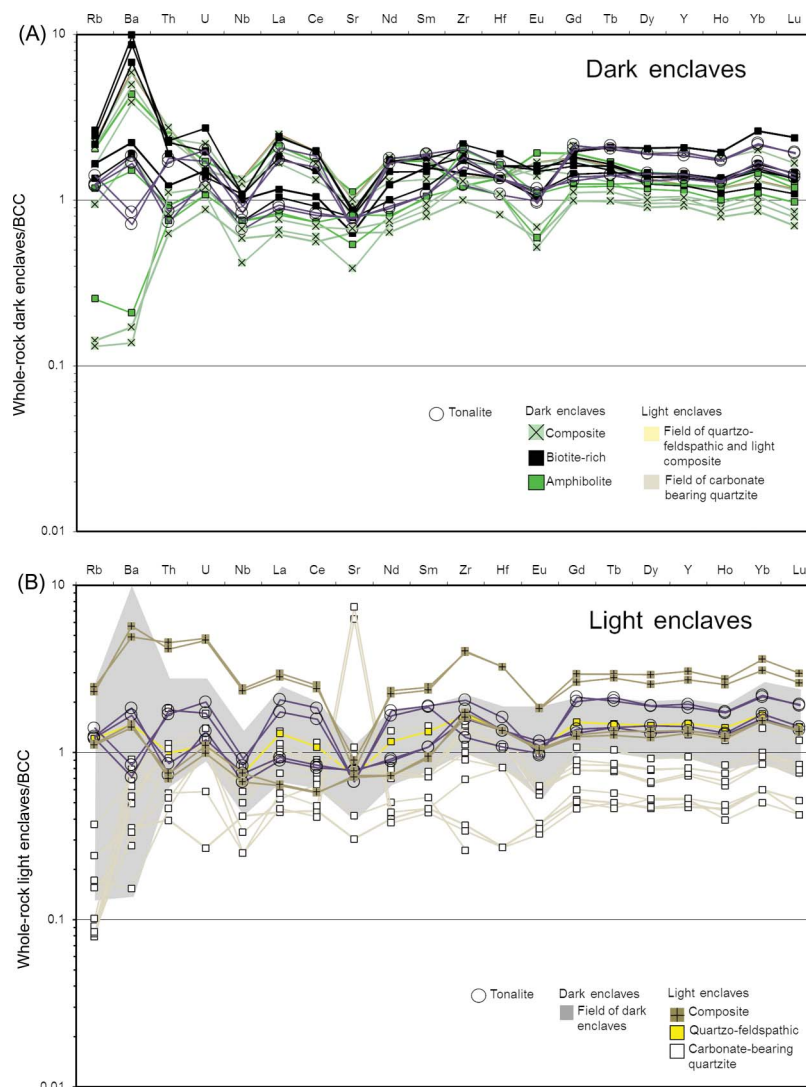 (A)
Rb Ba Th U Nb La Ce Sr Nd Sm Zr Hf Eu Gd Tb Dy Y Ho Yb Lu
10
Dark enclaves
1
0.1
0.01
Whole-rock dark enclaves/BCC
Tonalite
Dark enclaves
Composite
Biotite-rich
Amphibolite
Light enclaves
Field of quartzo-
feldspathic and light
composite
Field of carbonate
bearing quartzite
(B)
Rb Ba Th U Nb La Ce Sr Nd Sm Zr Hf Eu Gd Tb Dy Y Ho Yb Lu
10
Light enclaves
1
0.1
0.01
Whole-rock light enclaves/BCC
Tonalite
Dark enclaves
Field of dark
enclaves
Light enclaves
Composite
Quartzo-feldspathic
Carbonate-bearing
quartzite